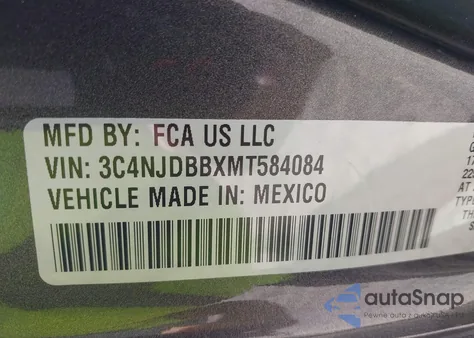 MFD BY: FCA US LLC
VIN: 3C4NJDBBXMT584084
VEHICLE MADE IN: MEXICO
autaSnap